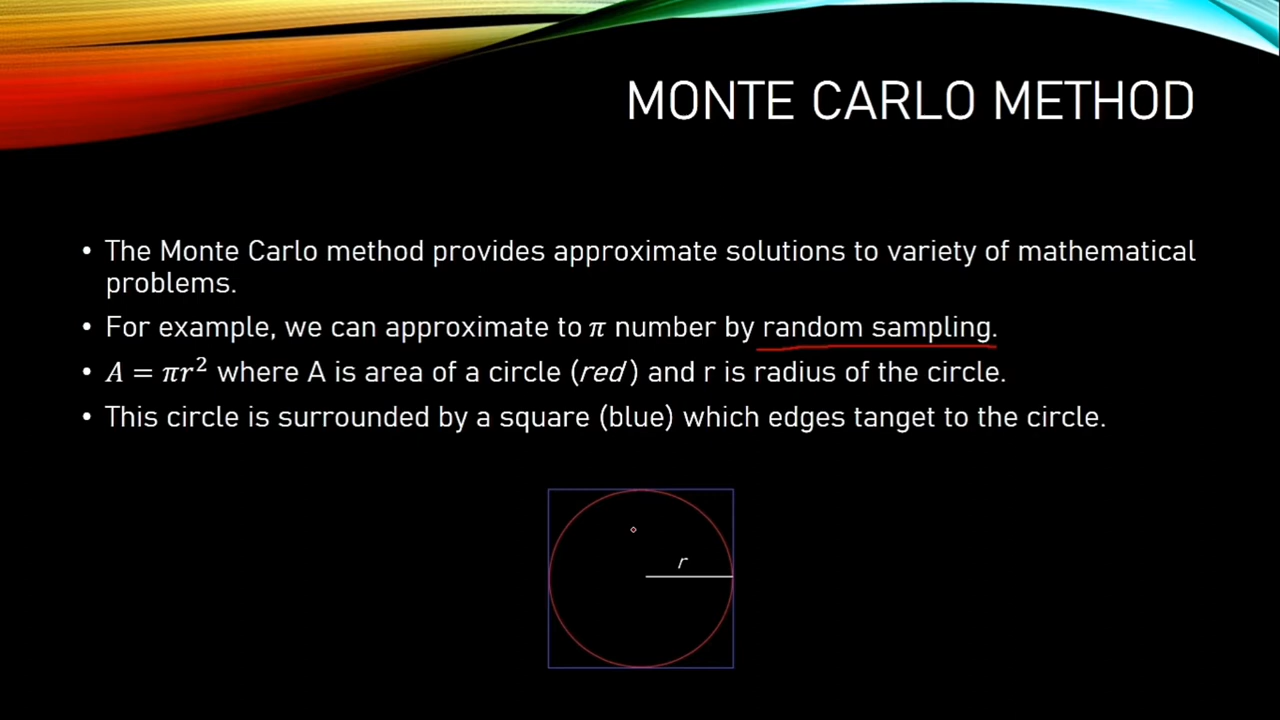 MONTE CARLO METHOD
• The Monte Carlo method provides approximate solutions to variety of mathematical
problems.
• For example, we can approximate to π number by random sampling.
• A = πr² where A is area of a circle (red) and r is radius of the circle.
• This circle is surrounded by a square (blue) which edges tanget to the circle.
r